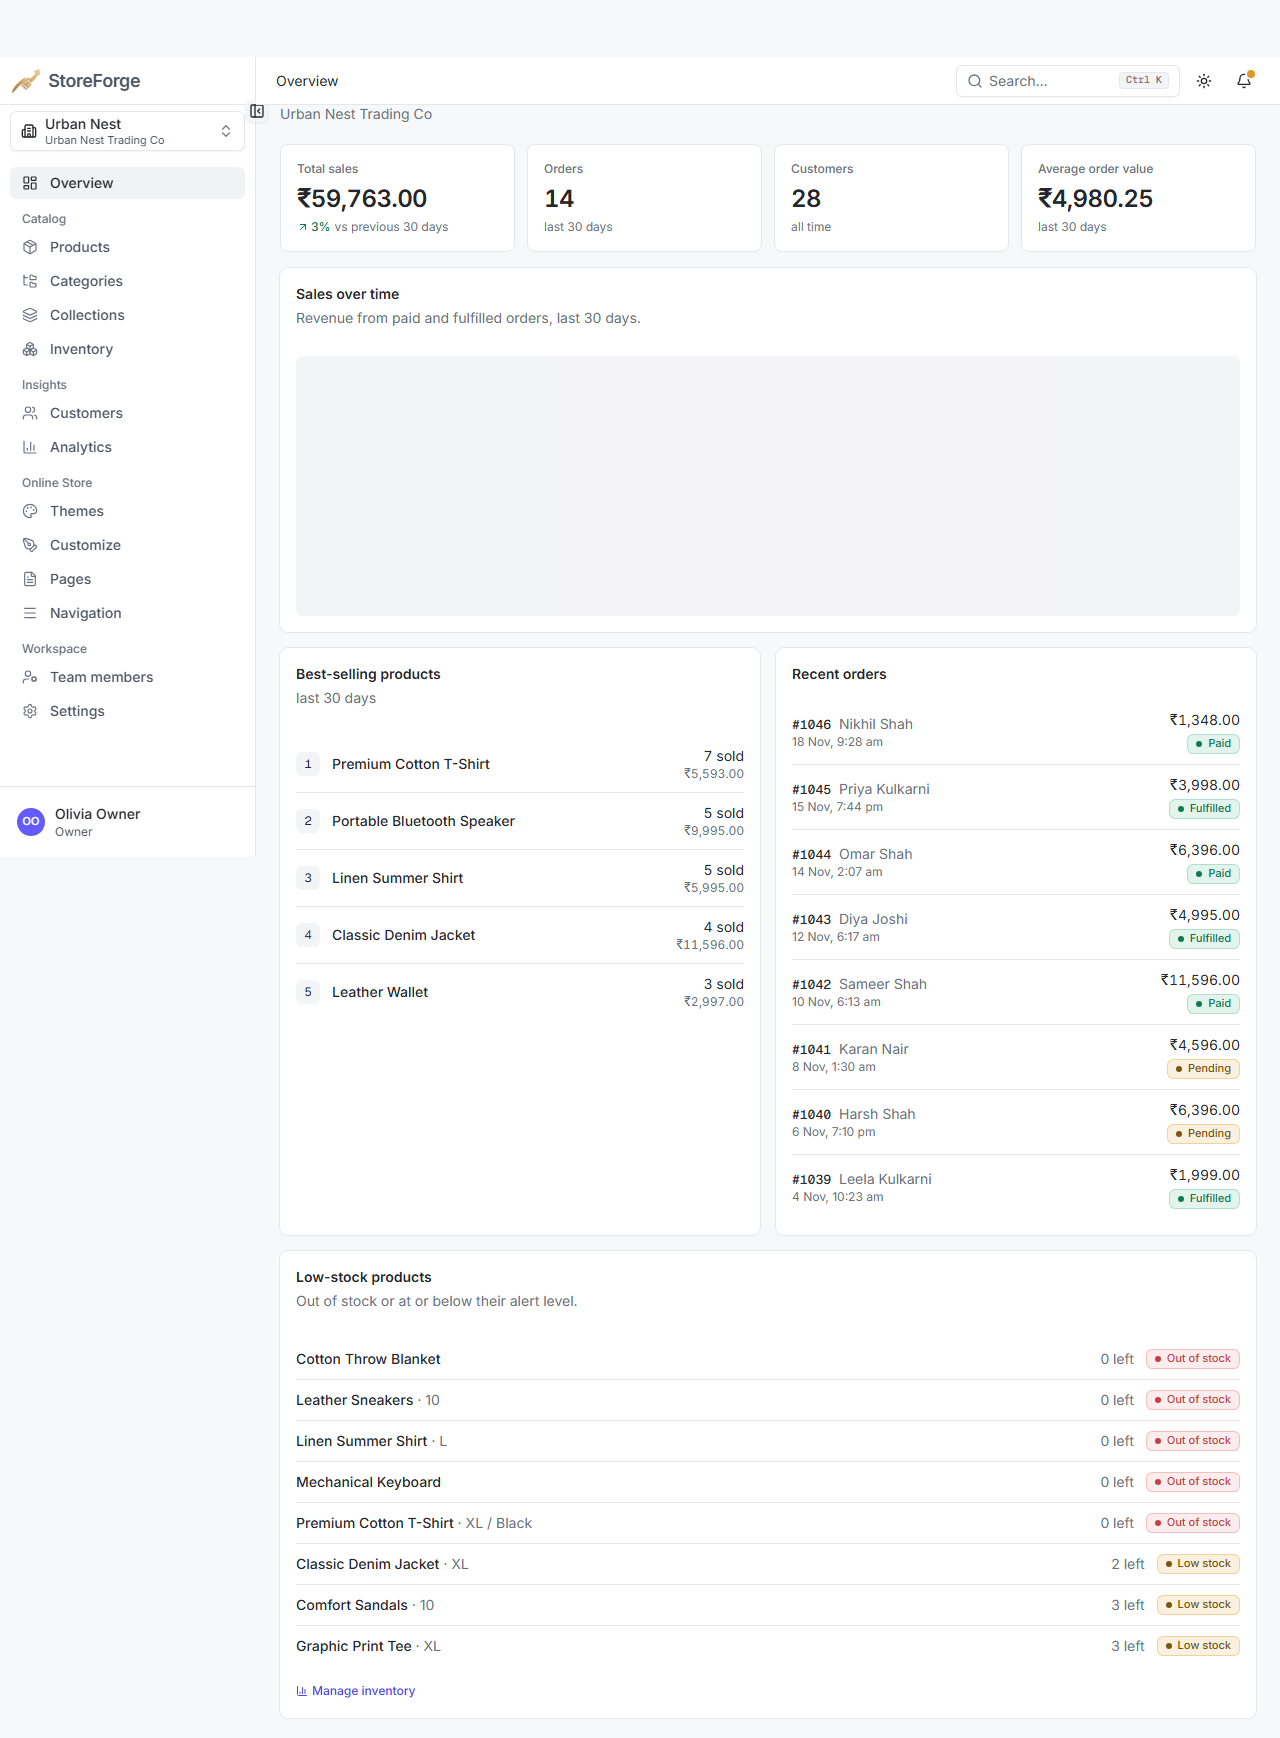 StoreForge
Overview
Search...
Ctrl K
Urban Nest
Urban Nest Trading Co
Overview
Catalog
Products
Categories
Collections
Inventory
Insights
Customers
Analytics
Online Store
Themes
Customize
Pages
Navigation
Workspace
Team members
Settings
OO
Olivia Owner
Owner
Urban Nest Trading Co
Total sales
₹59,763.00
3% vs previous 30 days
Orders
14
last 30 days
Customers
28
all time
Average order value
₹4,980.25
last 30 days
Sales over time
Revenue from paid and fulfilled orders, last 30 days.
Best-selling products
last 30 days
1 Premium Cotton T-Shirt 7 sold
₹5,593.00
2 Portable Bluetooth Speaker 5 sold
₹9,995.00
3 Linen Summer Shirt 5 sold
₹5,995.00
4 Classic Denim Jacket 4 sold
₹11,596.00
5 Leather Wallet 3 sold
₹2,997.00
Recent orders
#1046 Nikhil Shah ₹1,348.00
18 Nov, 9:28 am Paid
#1045 Priya Kulkarni ₹3,998.00
15 Nov, 7:44 pm Fulfilled
#1044 Omar Shah ₹6,396.00
14 Nov, 2:07 am Paid
#1043 Diya Joshi ₹4,995.00
12 Nov, 6:17 am Fulfilled
#1042 Sameer Shah ₹11,596.00
10 Nov, 6:13 am Paid
#1041 Karan Nair ₹4,596.00
8 Nov, 1:30 am Pending
#1040 Harsh Shah ₹6,396.00
6 Nov, 7:10 pm Pending
#1039 Leela Kulkarni ₹1,999.00
4 Nov, 10:23 am Fulfilled
Low-stock products
Out of stock or at or below their alert level.
Cotton Throw Blanket 0 left Out of stock
Leather Sneakers · 10 0 left Out of stock
Linen Summer Shirt · L 0 left Out of stock
Mechanical Keyboard 0 left Out of stock
Premium Cotton T-Shirt · XL / Black 0 left Out of stock
Classic Denim Jacket · XL 2 left Low stock
Comfort Sandals · 10 3 left Low stock
Graphic Print Tee · XL 3 left Low stock
Manage inventory